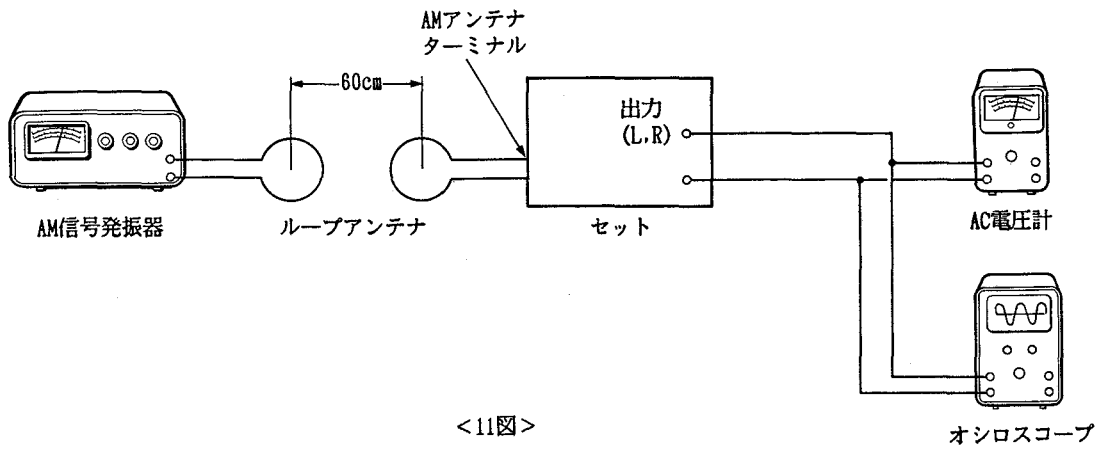 AMアンテナ
ターミナル
60cm
出力
(L,R)
AM信号発振器
ループアンテナ
セット
AC電圧計
オシロスコープ
<11図>